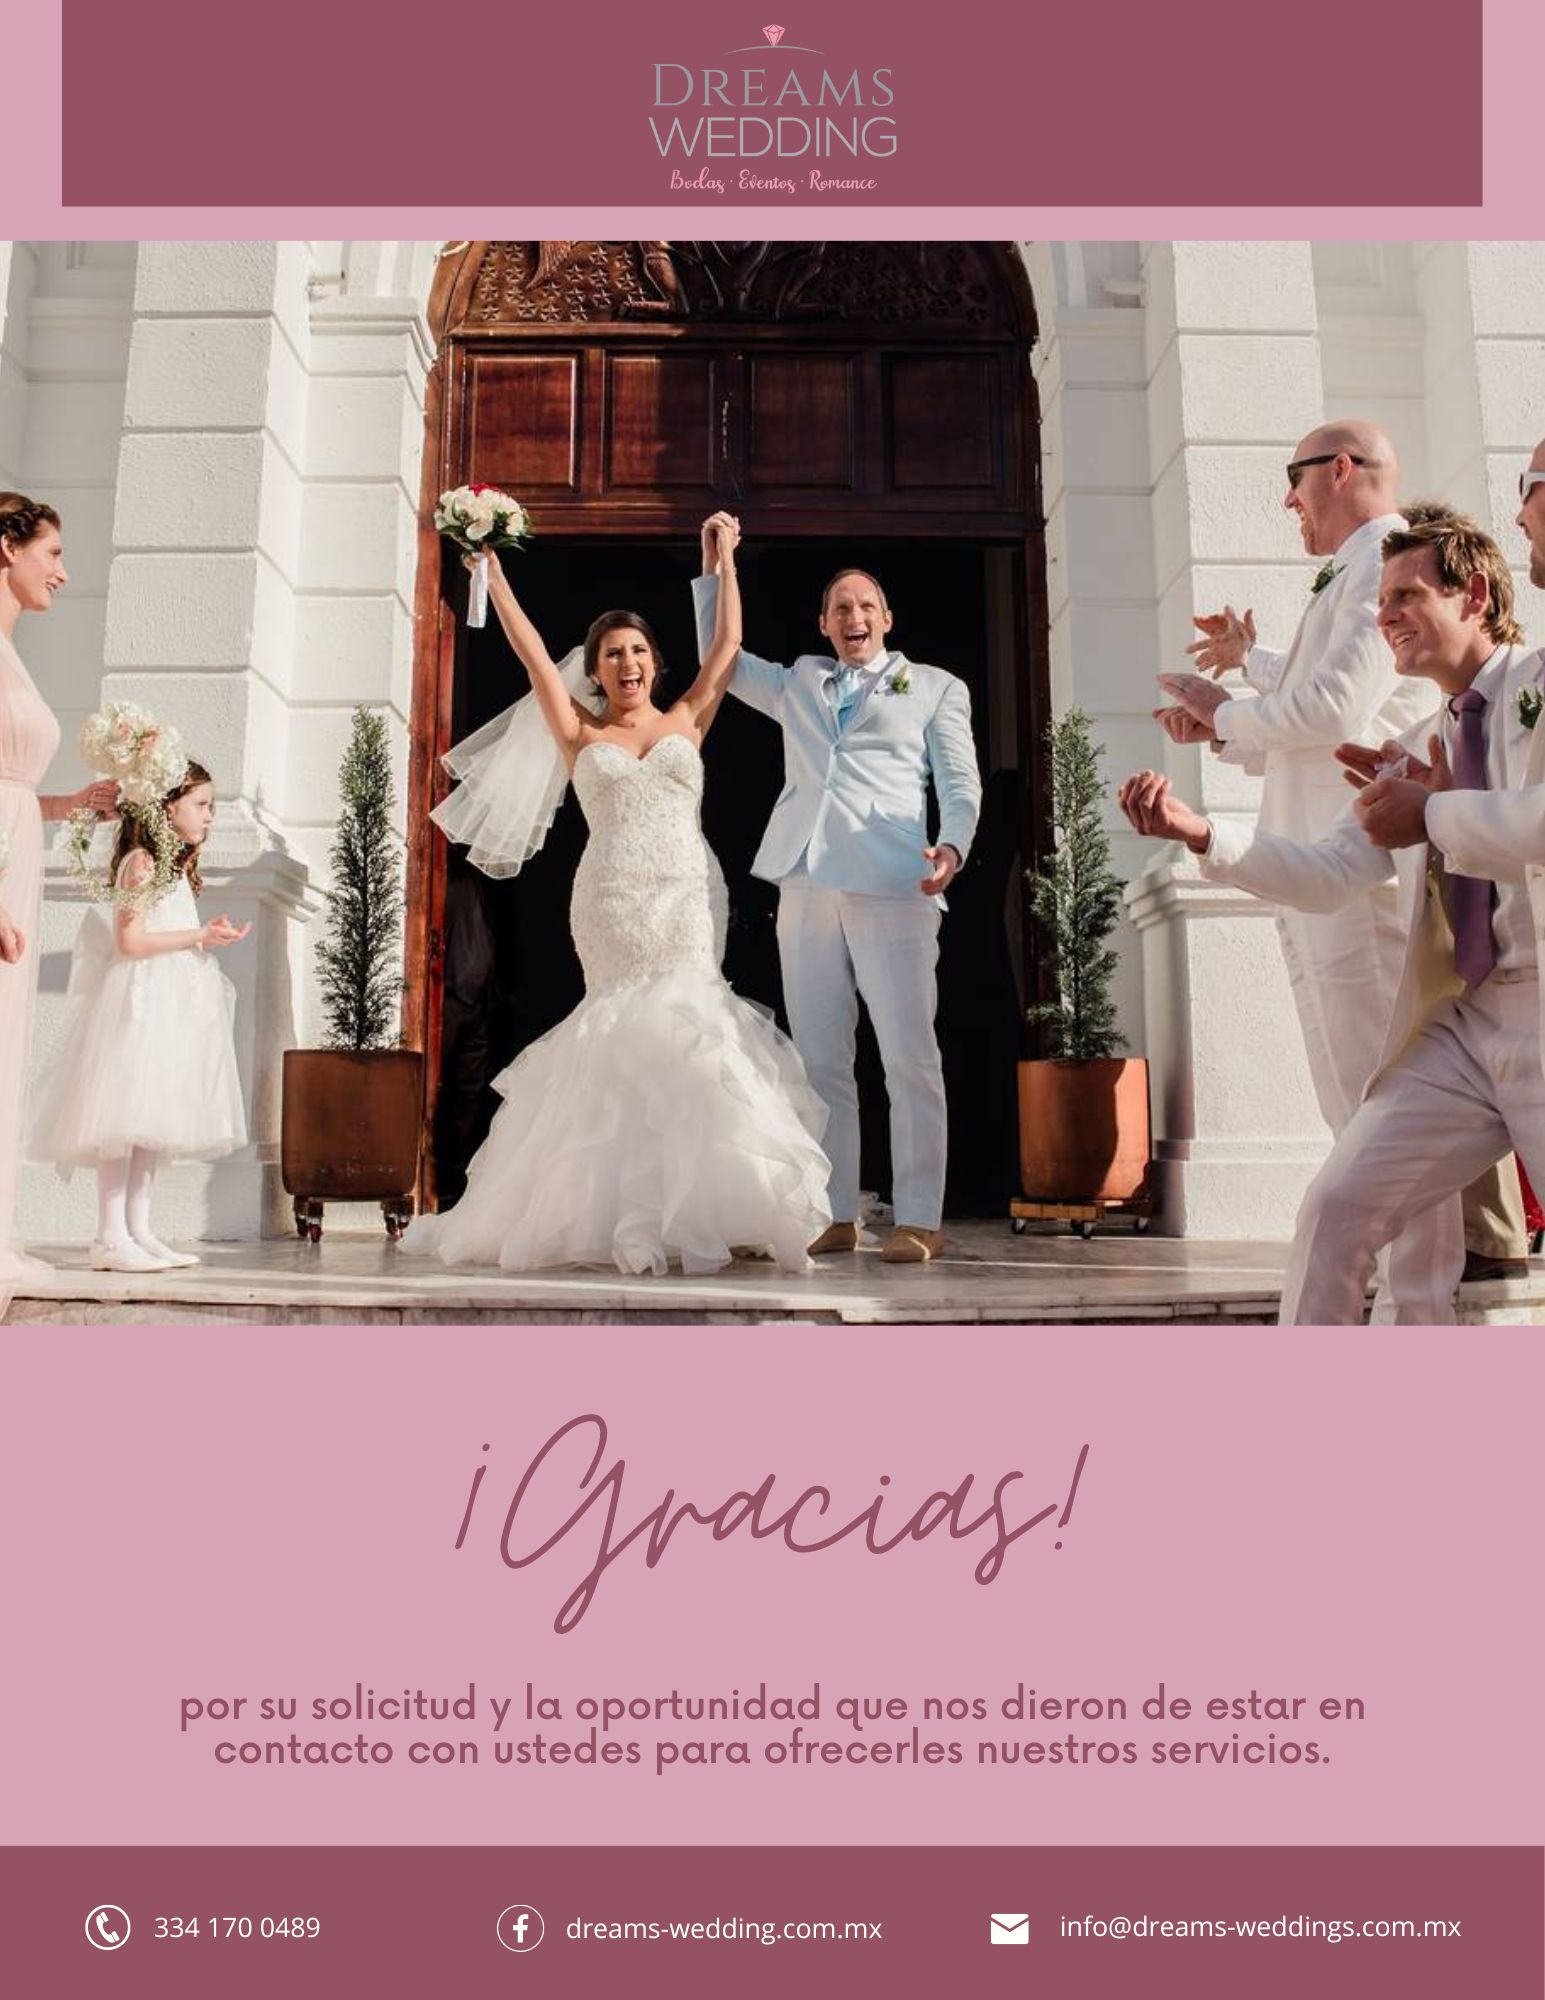 DREAMS
WEDDING
Bodas · Eventos · Romance
¡Gracias!
por su solicitud y la oportunidad que nos dieron de estar en
contacto con ustedes para ofrecerles nuestros servicios.
334 170 0489
dreams-wedding.com.mx
info@dreams-weddings.com.mx